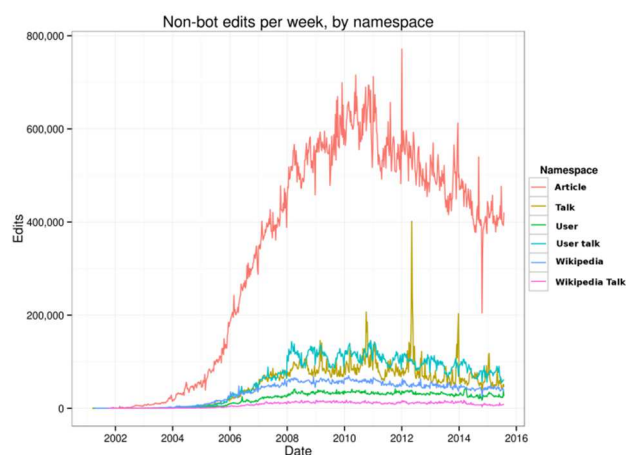 Non-bot edits per week, by namespace
800,000
600,000
400,000
200,000
0
Edits
2002
2004
2006
2008
2010
2012
2014
2016
Date
Namespace
Article
Talk
User
User talk
Wikipedia
Wikipedia Talk